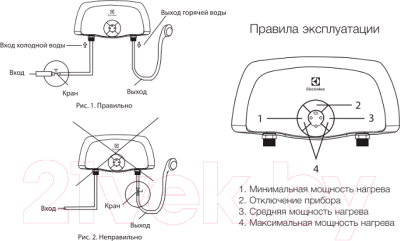 Выход горячей воды
Вход холодной воды
Вход
Кран
Выход
Рис. 1. Правильно
Вход
Кран
Выход
Рис. 2. Неправильно
Правила эксплуатации
Electrolux
2
1
3
4
1. Минимальная мощность нагрева
2. Отключение прибора
3. Средняя мощность нагрева
4. Максимальная мощность нагрева
21vek.by